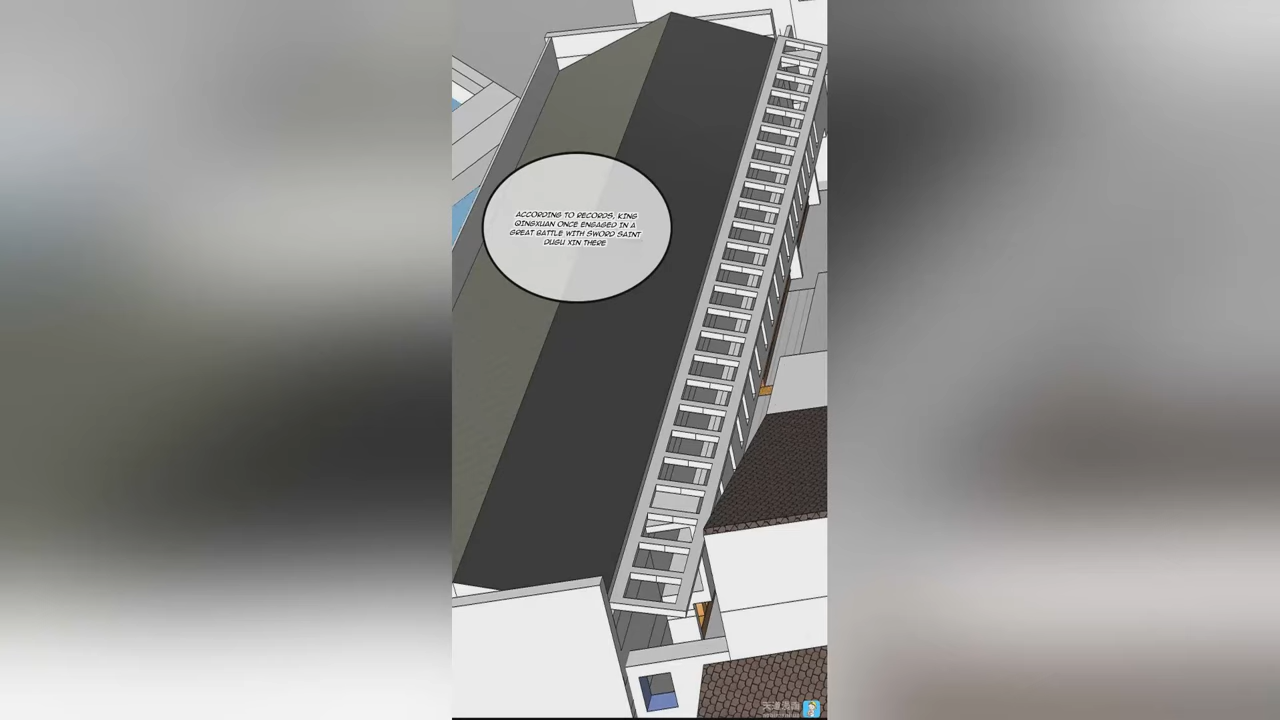 ACCORDING TO RECORDS, KING
QINGXUAN ONCE ENGAGED IN A
GREAT BATTLE WITH SWORD SAINT
DUGU XIN THERE